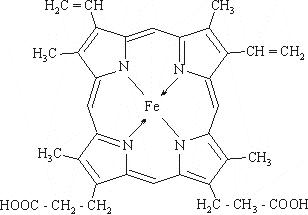 H₂C=CH
CH₃
H₃C
CH=CH₂
N
N
Fe
N
N
H₃C
CH₃
HOOC-CH₂-CH₂
H₂C-CH₂-COOH